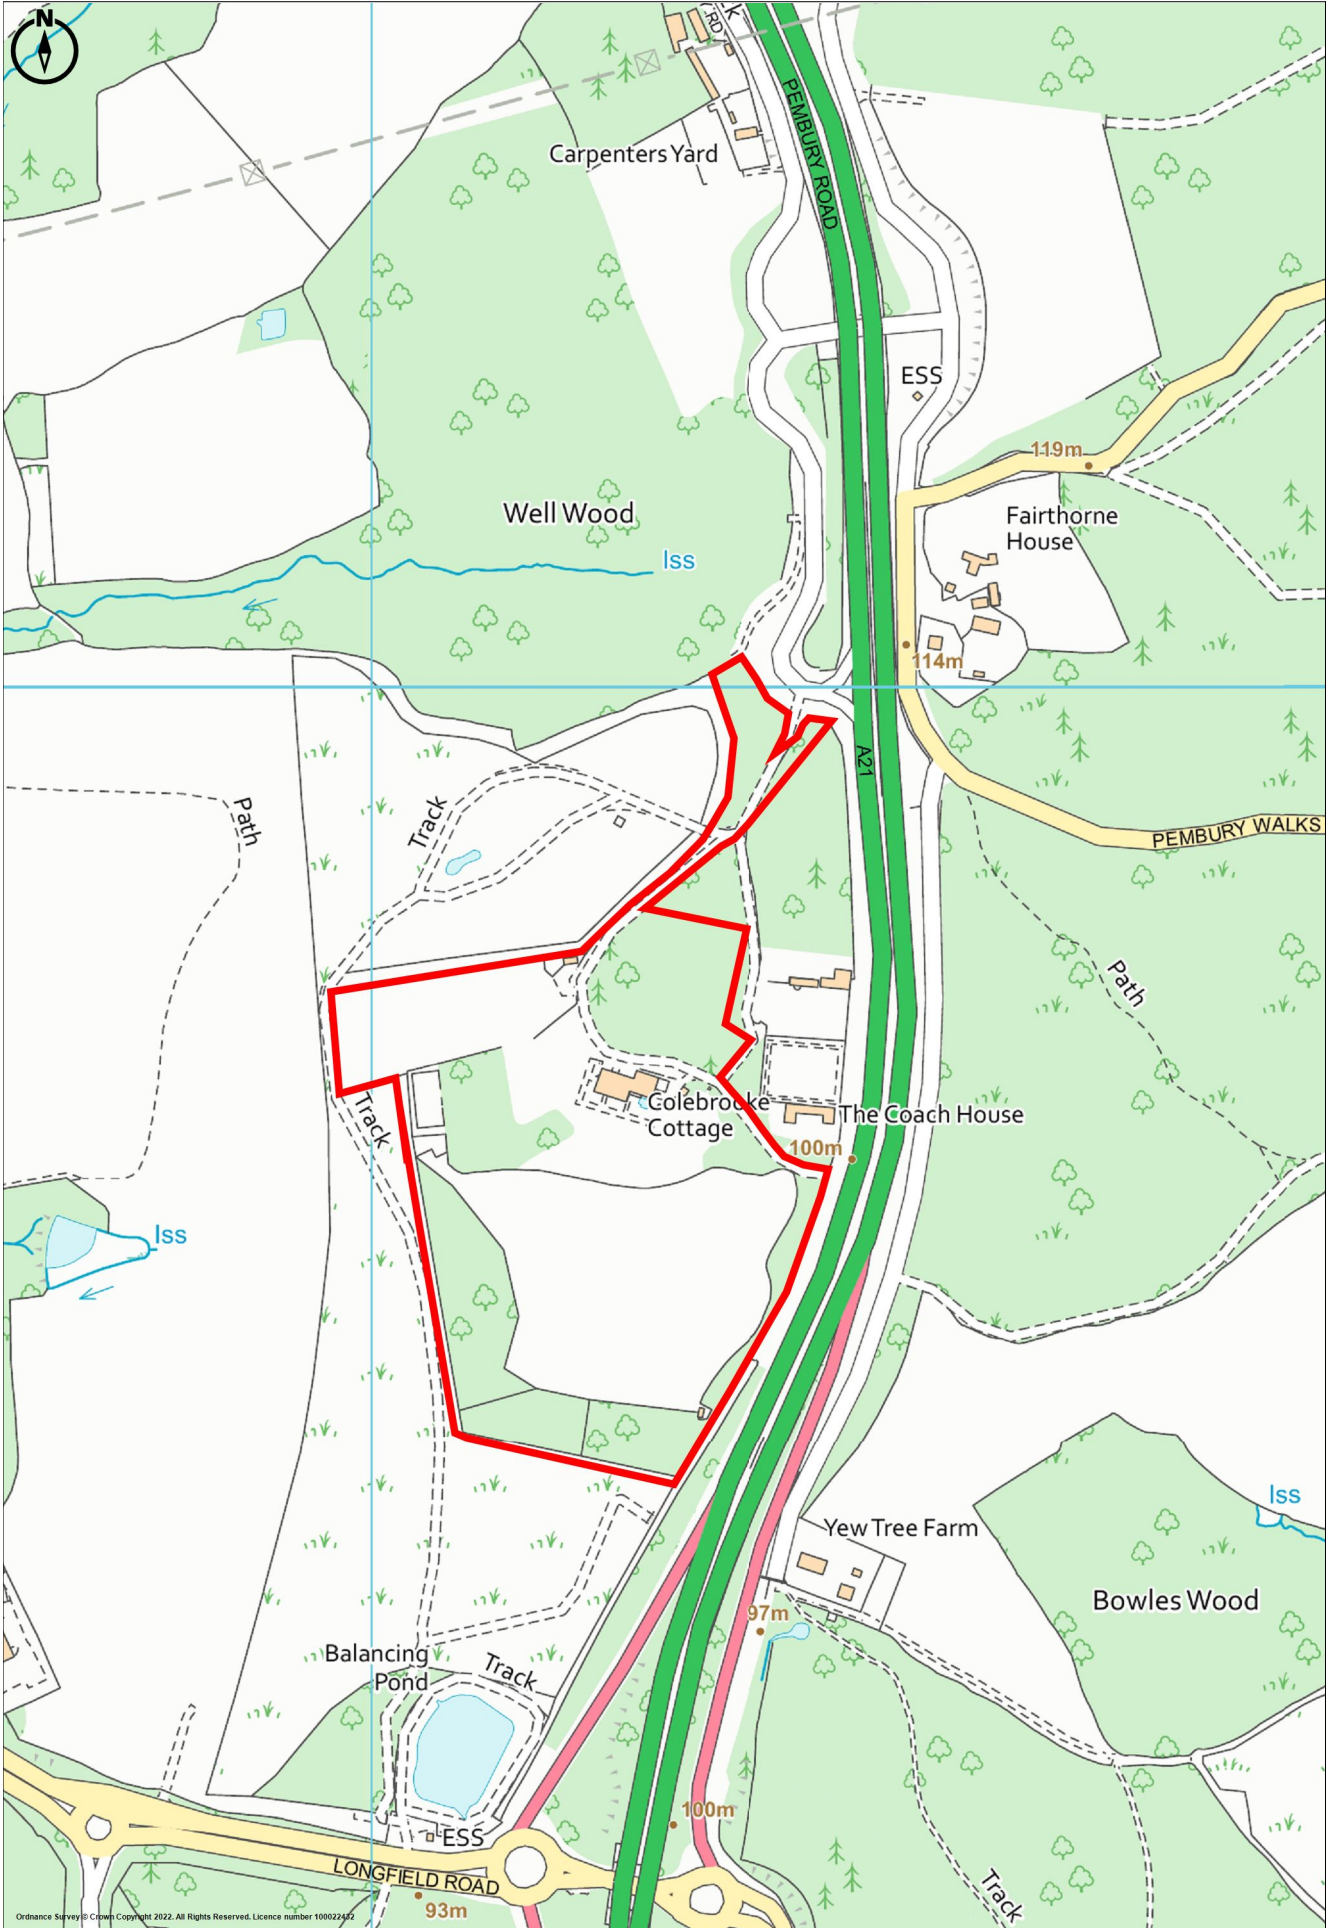 N
RD
PEMBURY ROAD
Carpenters Yard
ESS
119m
Well Wood
Fairthorne
House
Iss
114m
A21
Path
Track
PEMBURY WALKS
Path
Colebrooke
Cottage
The Coach House
Track
100m
Iss
Iss
Yew Tree Farm
Bowles Wood
97m
Balancing
Pond
Track
100m
ESS
LONGFIELD ROAD
93m
Track
Ordnance Survey © Crown Copyright 2022. All Rights Reserved. Licence number 100022432